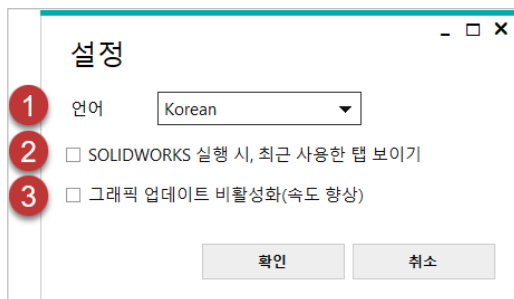 설정
1 언어 Korean
2 SOLIDWORKS 실행 시, 최근 사용한 탭 보이기
3 그래픽 업데이트 비활성화(속도 향상)
확인 취소